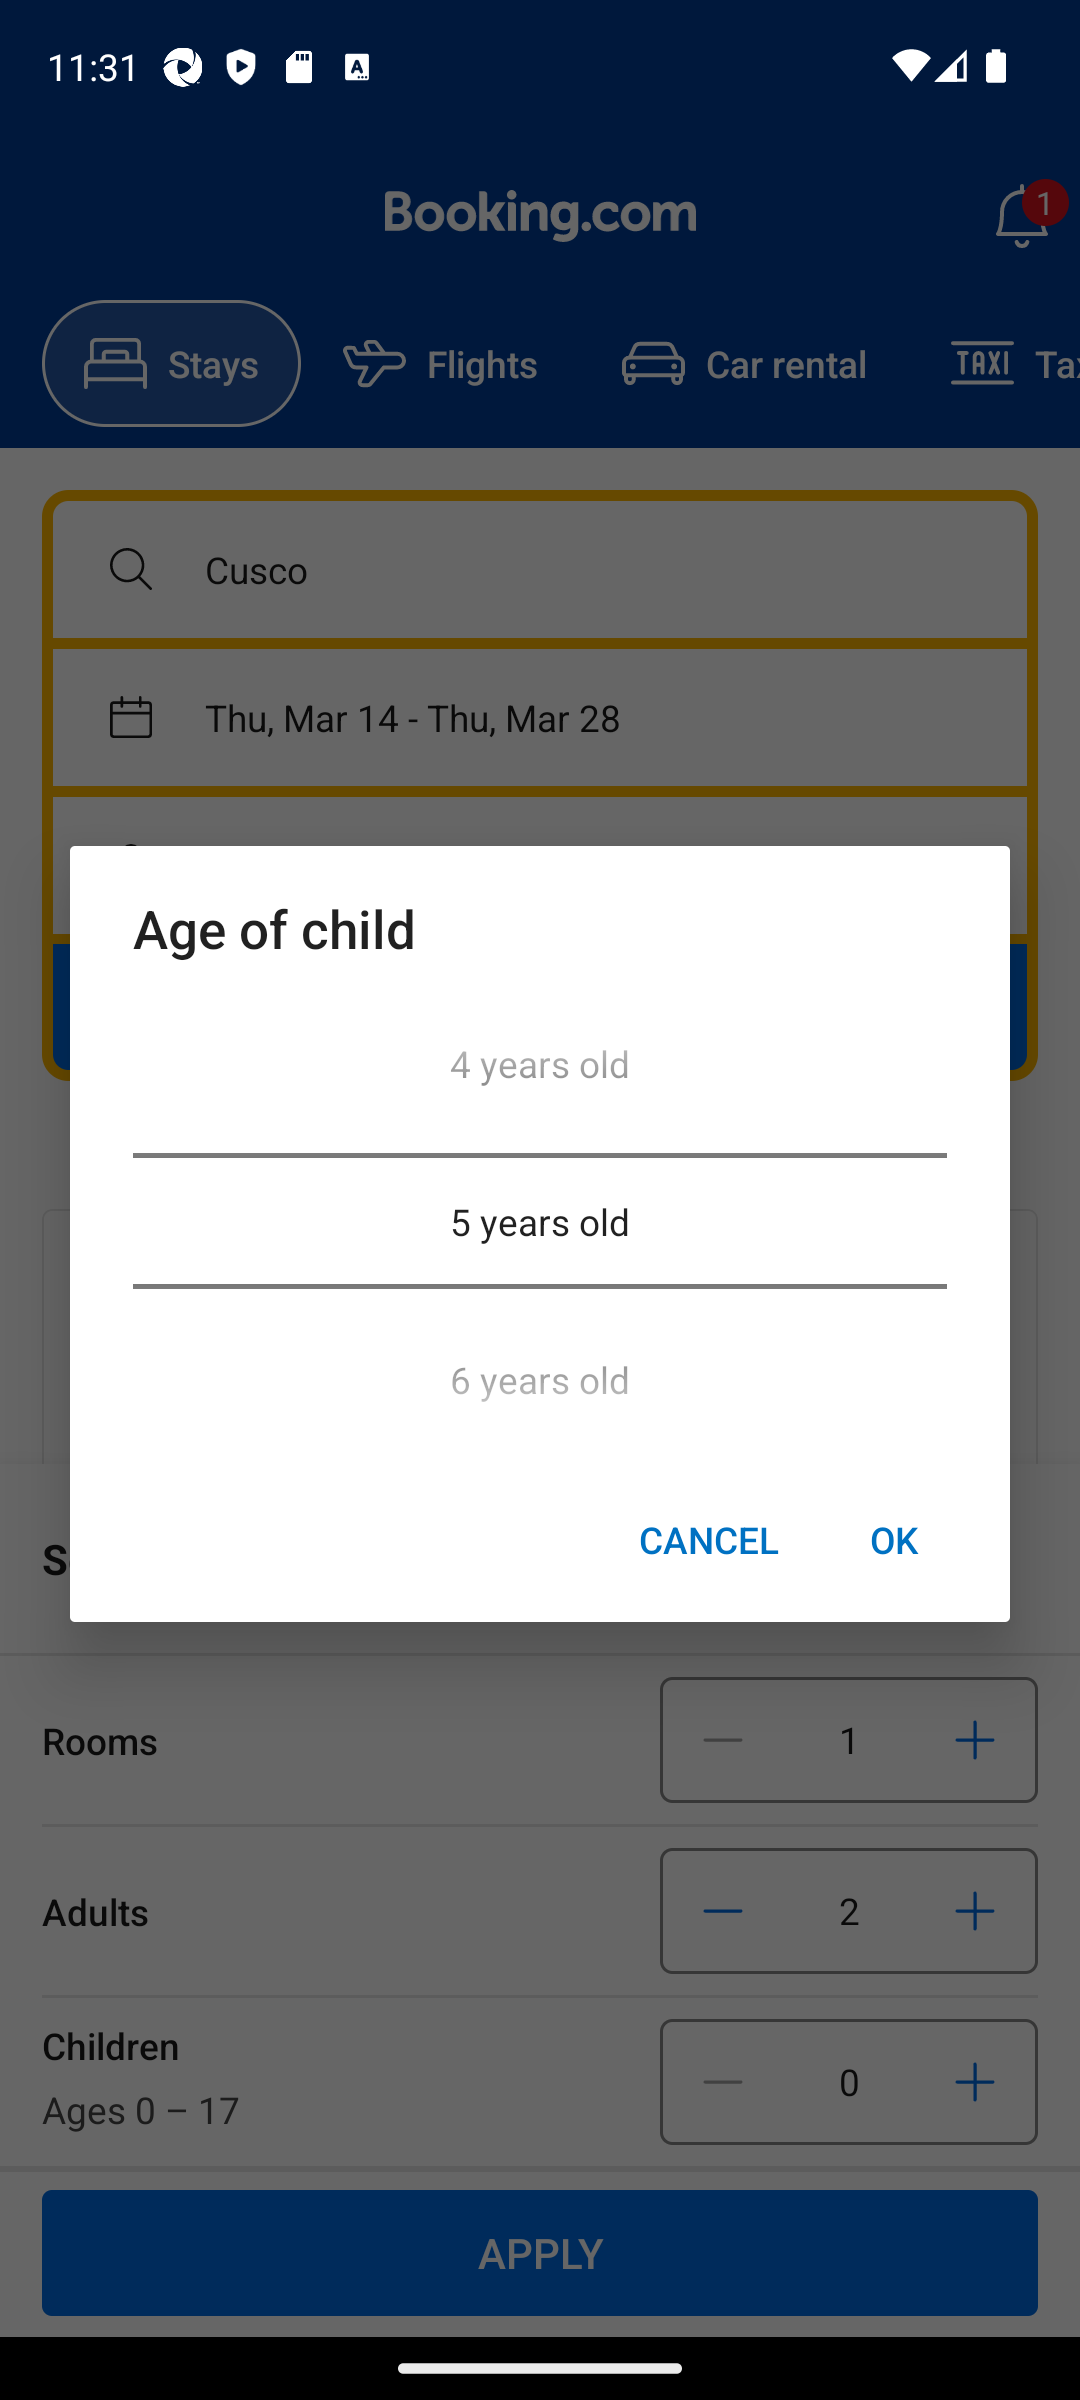 11:31
Booking.com
1
Stays
Flights
Car rental
TAXI
Cusco
Thu, Mar 14 - Thu, Mar 28
Age of child
4 years old
5 years old
6 years old
CANCEL
OK
Rooms
1
Adults
2
Children
Ages 0 – 17
0
APPLY